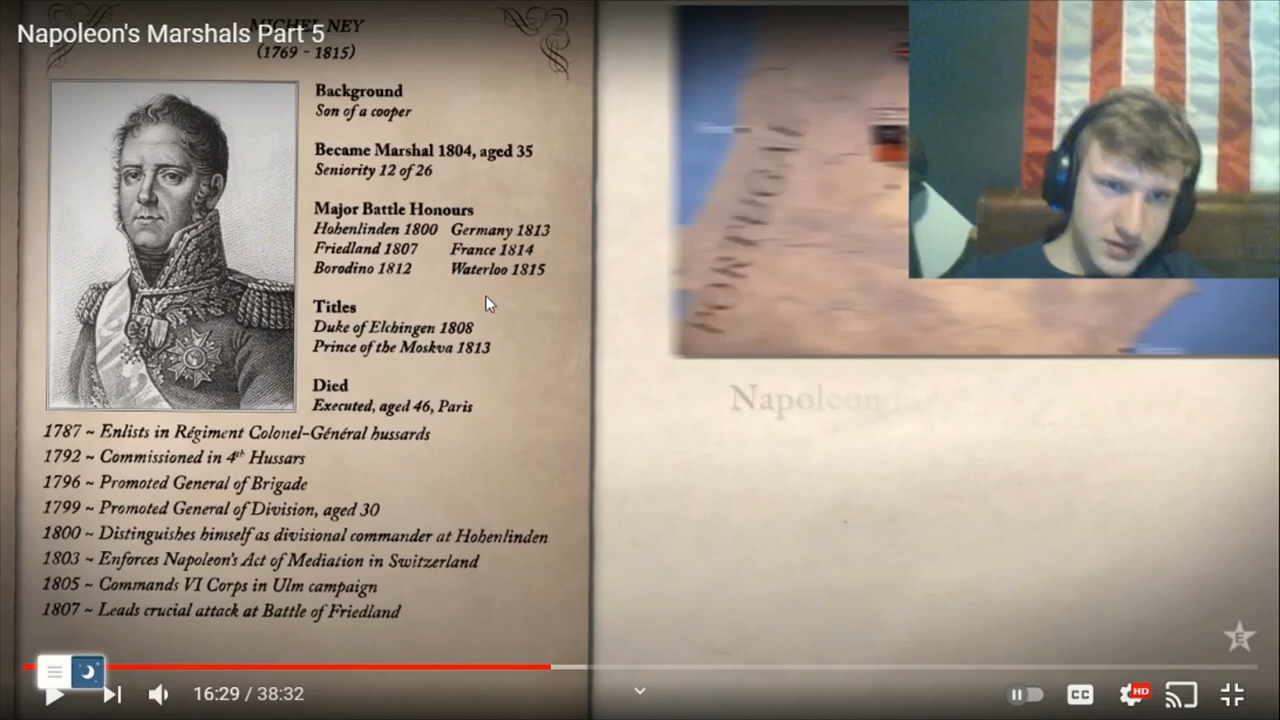 Napoleon's Marshals Part 5
MICHEL NEY
(1769 - 1815)
Background
Son of a cooper
Became Marshal 1804, aged 35
Seniority 12 of 26
Major Battle Honours
Hohenlinden 1800 Germany 1813
Friedland 1807 France 1814
Borodino 1812 Waterloo 1815
Titles
Duke of Elchingen 1808
Prince of the Moskva 1813
Died
Executed, aged 46, Paris
1787 ~ Enlists in Régiment Colonel-Général hussards
1792 ~ Commissioned in 4th Hussars
1796 ~ Promoted General of Brigade
1799 ~ Promoted General of Division, aged 30
1800 ~ Distinguishes himself as divisional commander at Hohenlinden
1803 ~ Enforces Napoleon's Act of Mediation in Switzerland
1805 ~ Commands VI Corps in Ulm campaign
1807 ~ Leads crucial attack at Battle of Friedland
PORTUGAL
Napoleon
E
16:29 / 38:32
CC
HD